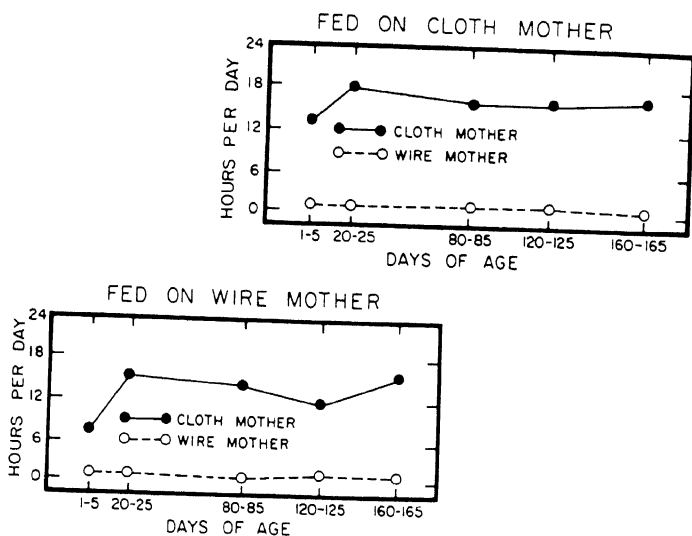 FED ON CLOTH MOTHER
HOURS PER DAY
24
18
12
6
0
CLOTH MOTHER
WIRE MOTHER
1-5 20-25 80-85 120-125 160-165
DAYS OF AGE
FED ON WIRE MOTHER
HOURS PER DAY
24
18
12
6
0
CLOTH MOTHER
WIRE MOTHER
1-5 20-25 80-85 120-125 160-165
DAYS OF AGE